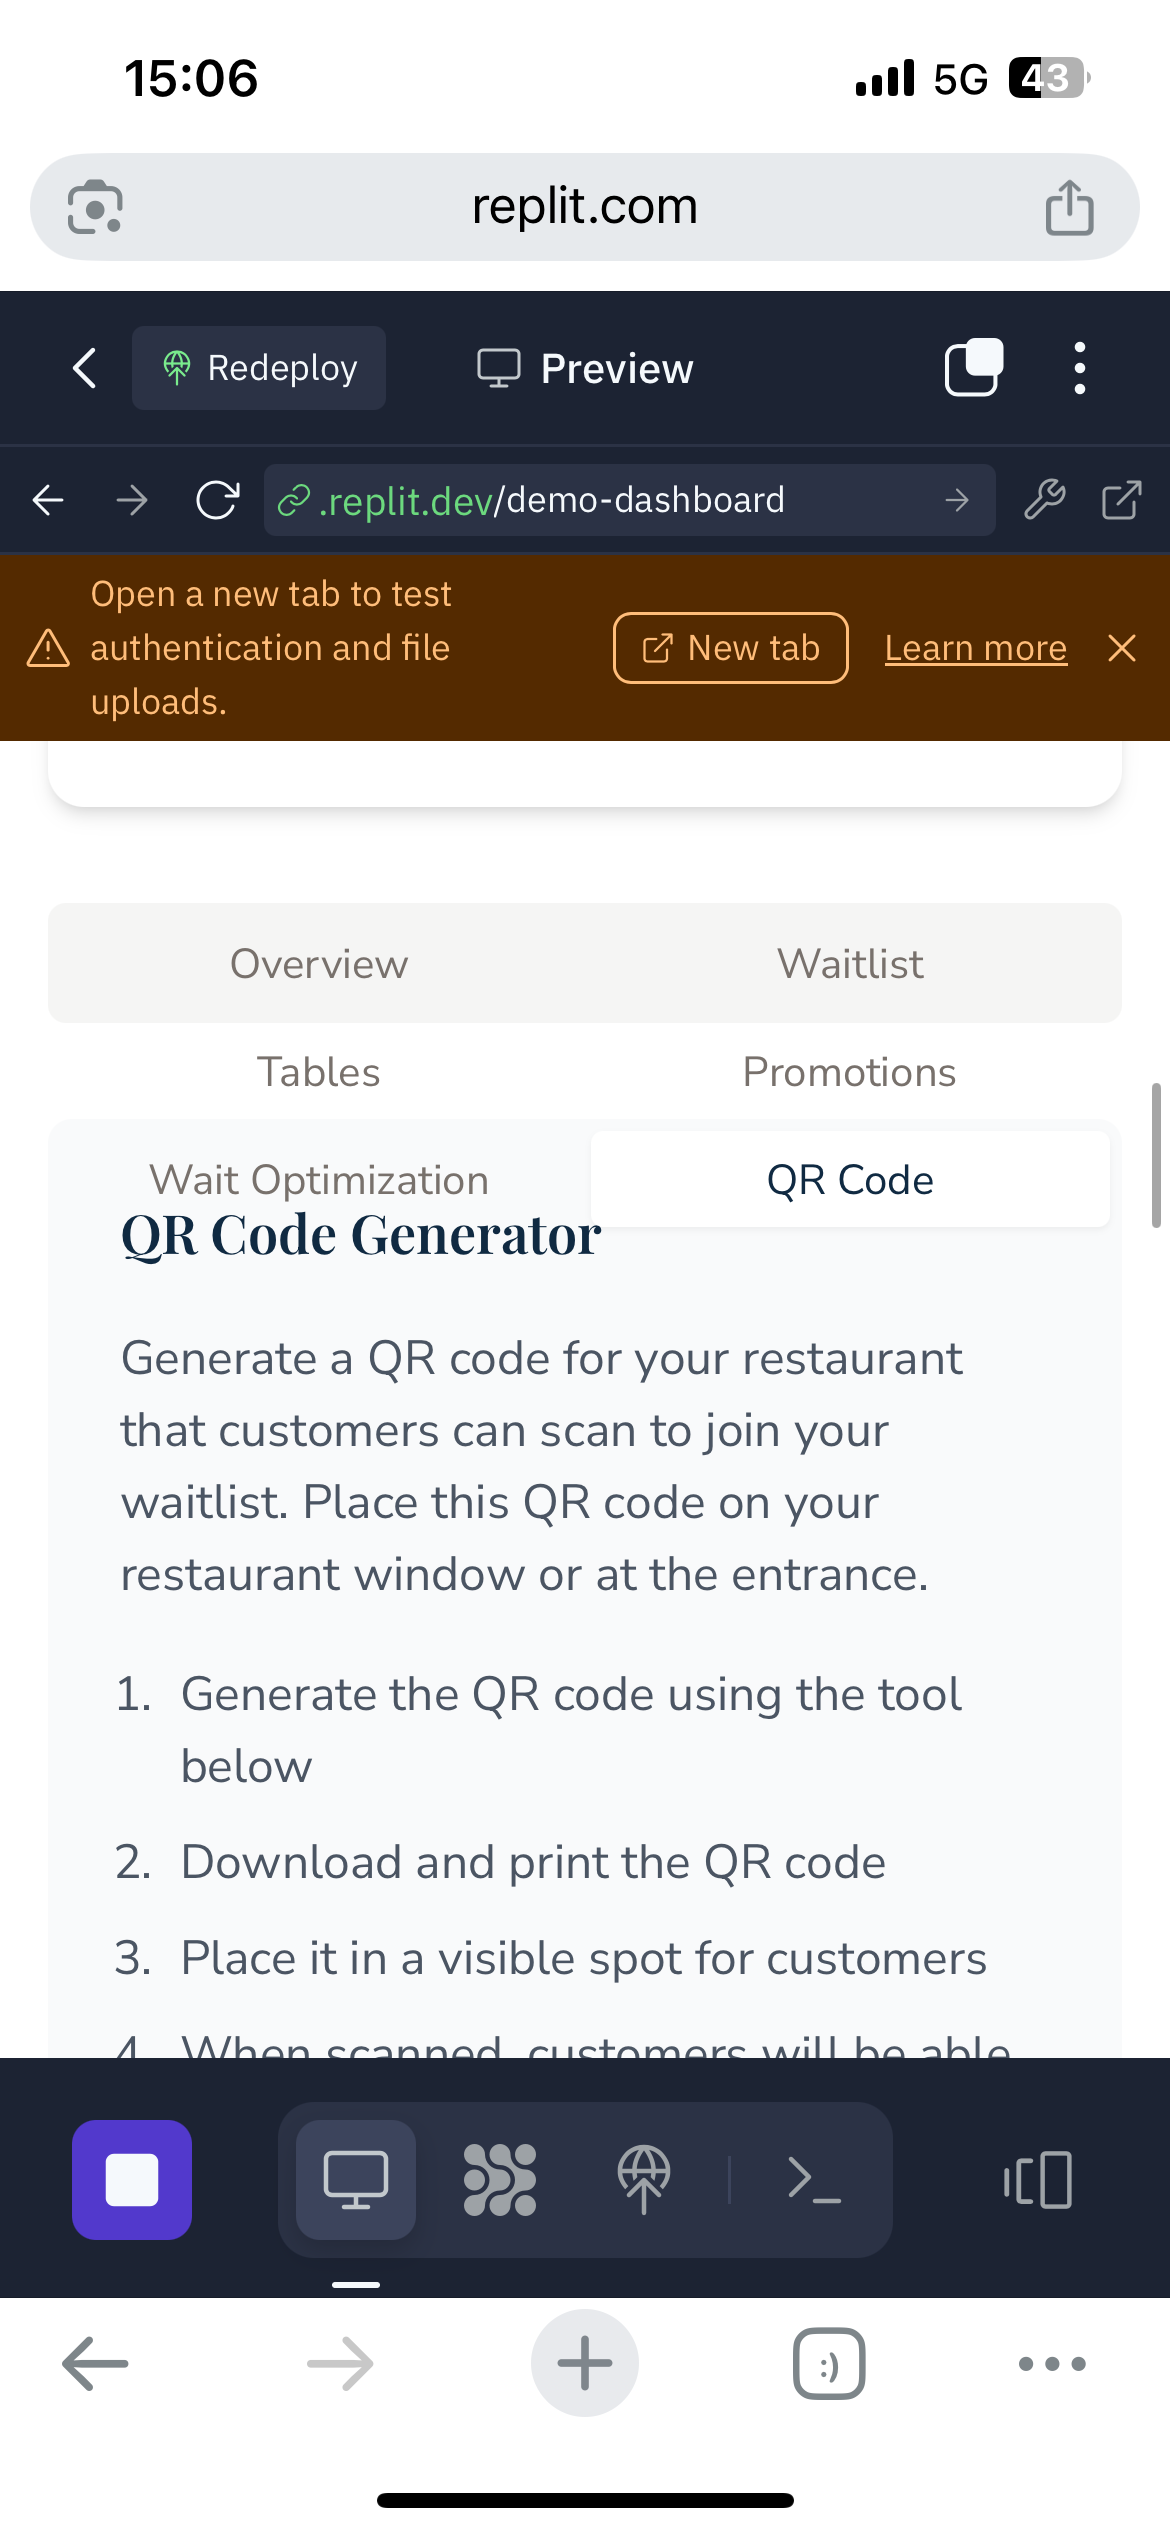 15:06
5G 43
replit.com
Redeploy
Preview
.replit.dev/demo-dashboard
Open a new tab to test
authentication and file
uploads.
New tab
Learn more
Overview
Waitlist
Tables
Promotions
Wait Optimization
QR Code
QR Code Generator
Generate a QR code for your restaurant
that customers can scan to join your
waitlist. Place this QR code on your
restaurant window or at the entrance.
1. Generate the QR code using the tool
below
2. Download and print the QR code
3. Place it in a visible spot for customers
4. When scanned, customers will be able
:)